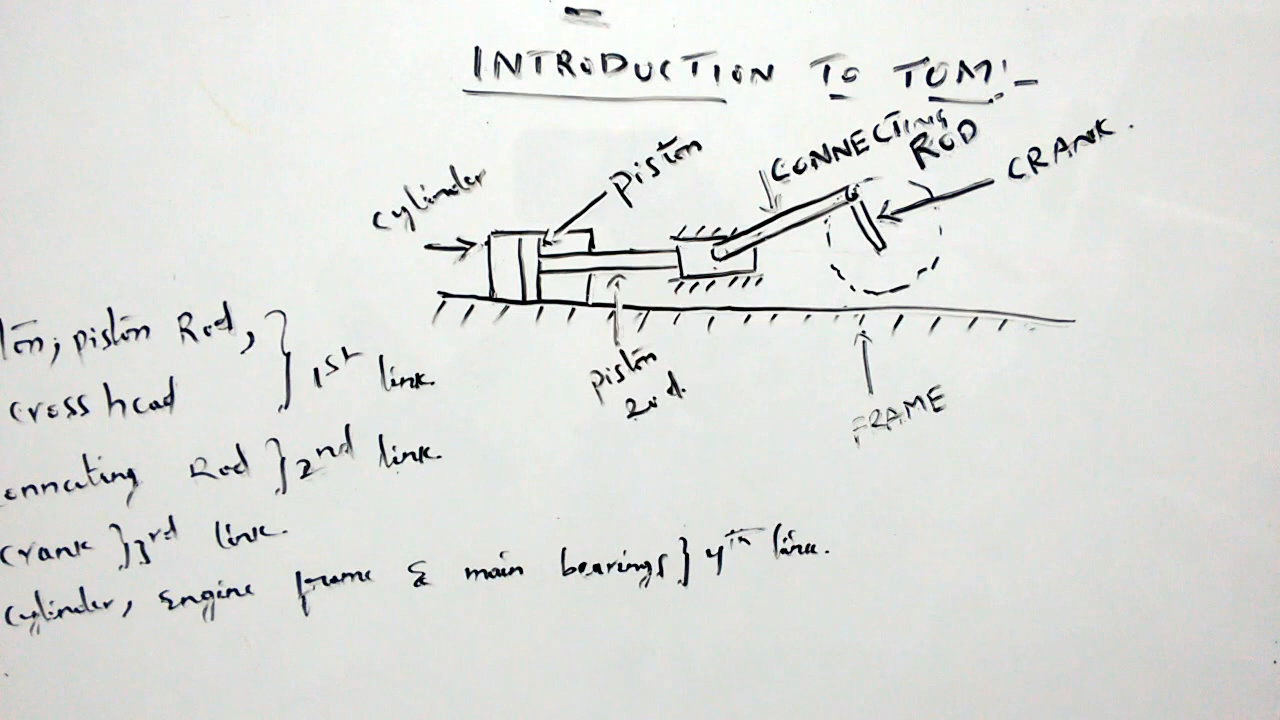 INTRODUCTION TO TOM:-
CONNECTING
ROD
CRANK.
piston
cylinder
piston
rod.
FRAME
ton, piston Rod,
cross head } 1st link.
onnecting Rod } 2nd link.
crank } 3rd link.
cylinder, Engine frame & main bearings } 4th link.